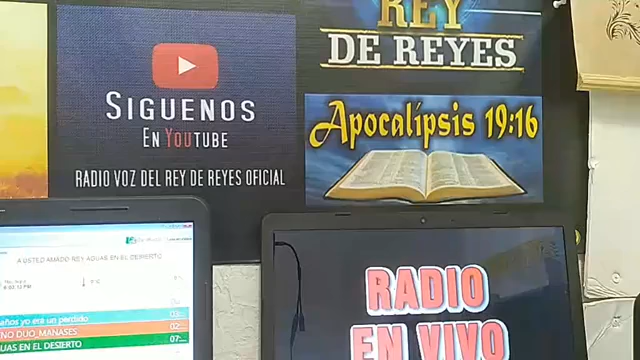 REY
DE REYES
SIGUENOS
EN YOUTUBE
RADIO VOZ DEL REY DE REYES OFICIAL
Apocalípsis 19:16
A USTED AMADO REY AGUAS EN EL DESIERTO
años yo era un perdido
NO DUO_MANASES
UAS EN EL DESIERTO
RADIO
EN VIVO